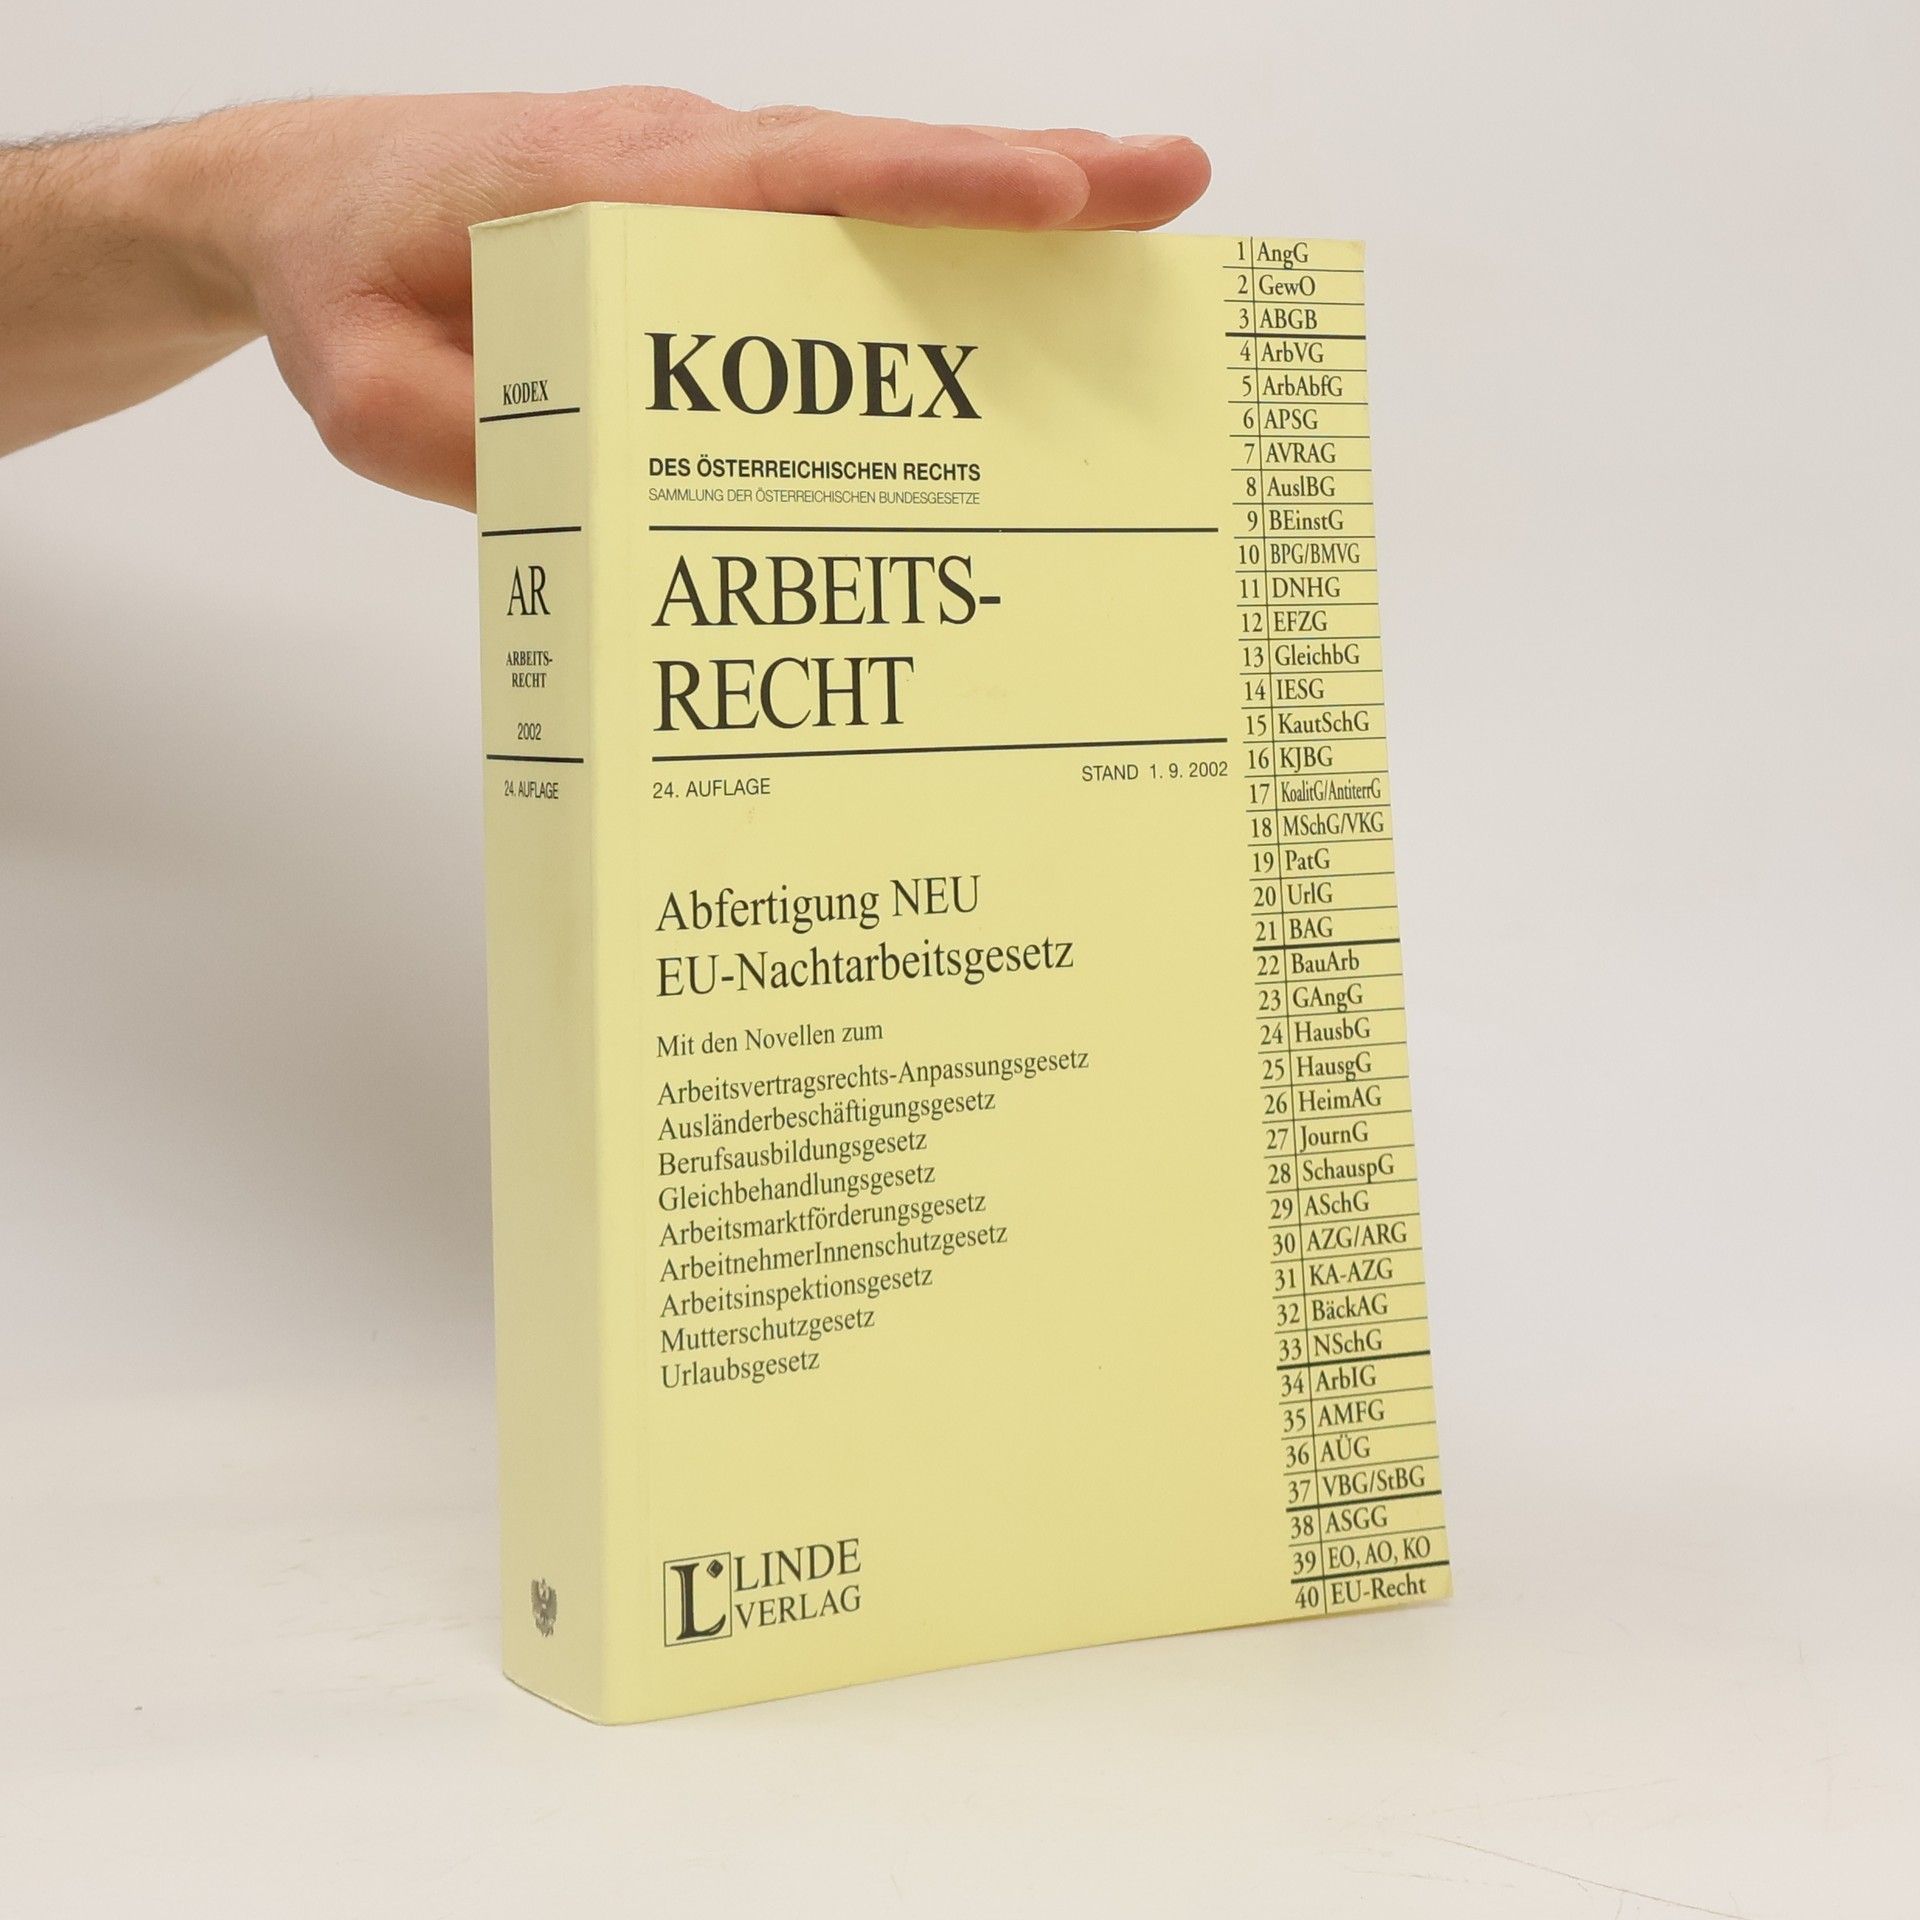 KODEX
AR
ARBEITS-
RECHT
2002
24. AUFLAGE
KODEX
DES ÖSTERREICHISCHEN RECHTS
SAMMLUNG DER ÖSTERREICHISCHEN BUNDESGESETZE
ARBEITS-
RECHT
24. AUFLAGE
STAND 1. 9. 2002
Abfertigung NEU
EU-Nachtarbeitsgesetz
Mit den Novellen zum
Arbeitsvertragsrechts-Anpassungsgesetz
Ausländerbeschäftigungsgesetz
Berufsausbildungsgesetz
Gleichbehandlungsgesetz
Arbeitsmarktförderungsgesetz
ArbeitnehmerInnenschutzgesetz
Arbeitsinspektionsgesetz
Mutterschutzgesetz
Urlaubsgesetz
L LINDE
VERLAG
1 AngG
2 GewO
3 ABGB
4 ArbVG
5 ArbAbfG
6 APSG
7 AVRAG
8 AuslBG
9 BEinstG
10 BPG/BMVG
11 DNHG
12 EFZG
13 GleichbG
14 IESG
15 KautSchG
16 KJBG
17 KoalitG/AntiterrG
18 MSchG/VKG
19 PatG
20 UrlG
21 BAG
22 BauArb
23 GAngG
24 HausbG
25 HausgG
26 HeimAG
27 JournG
28 SchauspG
29 ASchG
30 AZG/ARG
31 KA-AZG
32 BäckAG
33 NSchG
34 ArbIG
35 AMFG
36 AÜG
37 VBG/StBG
38 ASGG
39 EO, AO, KO
40 EU-Recht